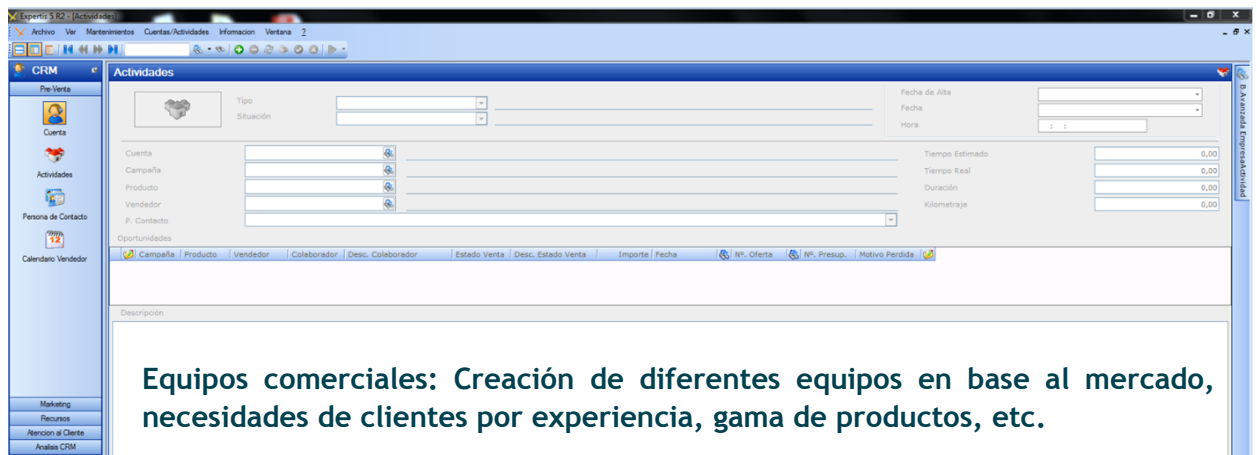 Expertis 5 R2 - [Actividades]
Archivo Ver Mantenimientos Cuentas/Actividades Informacion Ventana ?
CRM
Pre-Venta
Cuenta
Actividades
Persona de Contacto
12
Calendario Vendedor
Marketing
Recursos
Atencion al Cliente
Analisis CRM
Actividades
Tipo
Situación
Fecha de Alta
Fecha
Hora : :
Cuenta
Campaña
Producto
Vendedor
P. Contacto
Tiempo Estimado 0,00
Tiempo Real 0,00
Duración 0,00
Kilometraje 0,00
Oportunidades
Campaña Producto Vendedor Colaborador Desc. Colaborador Estado Venta Desc. Estado Venta Importe Fecha Nº. Oferta Nº. Presup. Motivo Perdida
Descripción
Equipos comerciales: Creación de diferentes equipos en base al mercado,
necesidades de clientes por experiencia, gama de productos, etc.
B.Avanzada EmpresaActividad